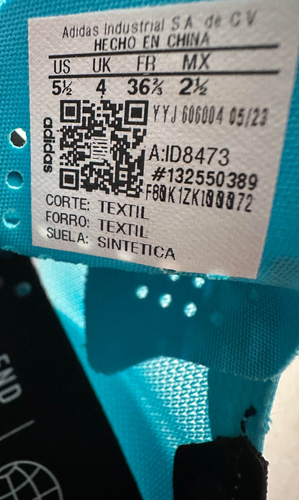 Adidas Industrial S.A. de C.V
HECHO EN CHINA
US UK FR MX
5½ 4 36⅔ 2½
YYJ 606004 05/23
adidas
A:ID8473
#132550389
CORTE: TEXTIL
FORRO: TEXTIL
SUELA: SINTETICA
END